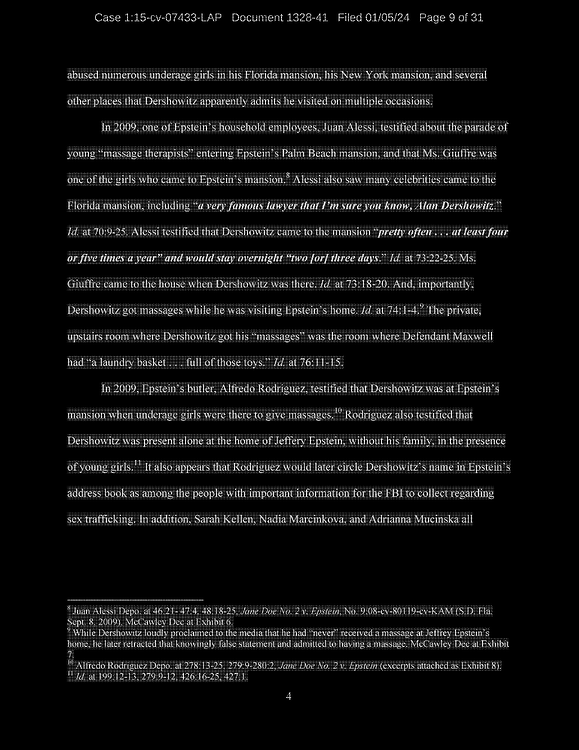 Case 1:15-cv-07433-LAP Document 1328-41 Filed 01/05/24 Page 9 of 31
abused numerous underage girls in his Florida mansion, his New York mansion, and several
other places that Dershowitz apparently admits he visited on multiple occasions.
In 2009, one of Epstein's household employees, Juan Alessi, testified about the parade of
young “massage therapists” entering Epstein's Palm Beach mansion, and that Ms. Giuffre was
one of the girls who came to Epstein's mansion.8 Alessi also saw many celebrities came to the
Florida mansion, including “a very famous lawyer that I'm sure you know, Alan Dershowitz.”
Id. at 70:9-25. Alessi testified that Dershowitz came to the mansion “pretty often . . . at least four
or five times a year” and would stay overnight “two [or] three days.” Id. at 73:22-25. Ms.
Giuffre came to the house when Dershowitz was there. Id. at 73:18-20. And, importantly,
Dershowitz got massages while he was visiting Epstein's home. Id. at 74:1-4.9 The private,
upstairs room where Dershowitz got his “massages” was the room where Defendant Maxwell
had “a laundry basket . . . full of those toys.” Id. at 76:11-15.
In 2009, Epstein's butler, Alfredo Rodriguez, testified that Dershowitz was at Epstein's
mansion when underage girls were there to give massages.10 Rodriguez also testified that
Dershowitz was present alone at the home of Jeffery Epstein, without his family, in the presence
of young girls.11 It also appears that Rodriguez would later circle Dershowitz's name in Epstein's
address book as among the people with important information for the FBI to collect regarding
sex trafficking. In addition, Sarah Kellen, Nadia Marcinkova, and Adrianna Mucinska all
8 Juan Alessi Depo. at 46:21- 47:4, 48:18-25, Jane Doe No. 2 v. Epstein, No. 9:08-cv-80119-cv-KAM (S.D. Fla.
Sept. 8, 2009). McCawley Dec at Exhibit 6.
9 While Dershowitz loudly proclaimed to the media that he had “never” received a massage at Jeffrey Epstein's
home, he later retracted that knowingly false statement and admitted to having a massage. McCawley Dec at Exhibit
7.
10 Alfredo Rodriguez Depo. at 278:13-25, 279:9-280:2, Jane Doe No. 2 v. Epstein (excerpts attached as Exhibit 8).
11 Id. at 199:12-13, 279:9-12, 426:16-25, 427:1.
4